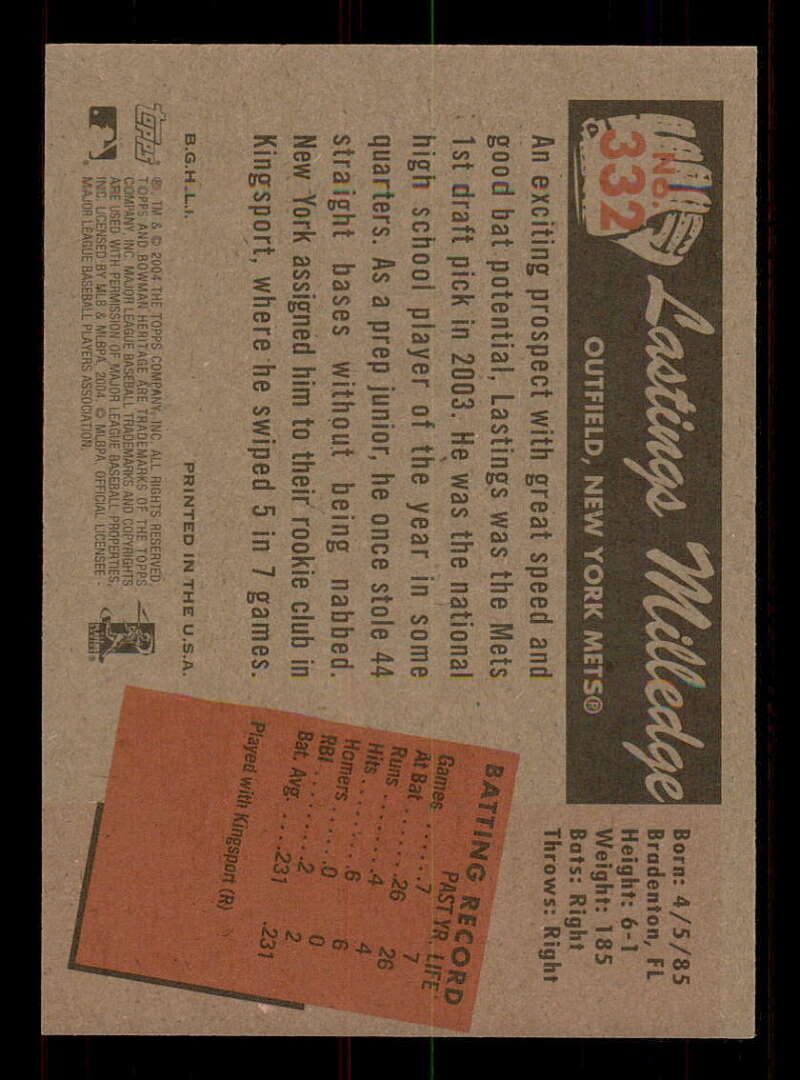 No.
332
Lastings Milledge
OUTFIELD, NEW YORK METS®
Born: 4/5/85
Bradenton, FL
Height: 6-1
Weight: 185
Bats: Right
Throws: Right
An exciting prospect with great speed and
good bat potential, Lastings was the Mets
1st draft pick in 2003. He was the national
high school player of the year in some
quarters. As a prep junior, he once stole 44
straight bases without being nabbed.
New York assigned him to their rookie club in
Kingsport, where he swiped 5 in 7 games.
BATTING RECORD
PAST YR. LIFE
Games ......7 7
At Bat .......26 26
Runs ........4 4
Hits .........6 6
Homers......0 0
RBI .........2 2
Bat. Avg. ....231 .231
Played with Kingsport (R)
B.G.H.L.I. PRINTED IN THE U.S.A.
Topps
®, TM & © 2004 THE TOPPS COMPANY, INC. ALL RIGHTS RESERVED.
TOPPS AND BOWMAN HERITAGE ARE TRADEMARKS OF THE TOPPS
COMPANY, INC. MAJOR LEAGUE BASEBALL TRADEMARKS AND COPYRIGHTS
ARE USED WITH PERMISSION OF MAJOR LEAGUE BASEBALL PROPERTIES,
INC. LICENSED BY MLB & MLBPA, 2004. © MLBPA, OFFICIAL LICENSEE-
MAJOR LEAGUE BASEBALL PLAYERS ASSOCIATION.